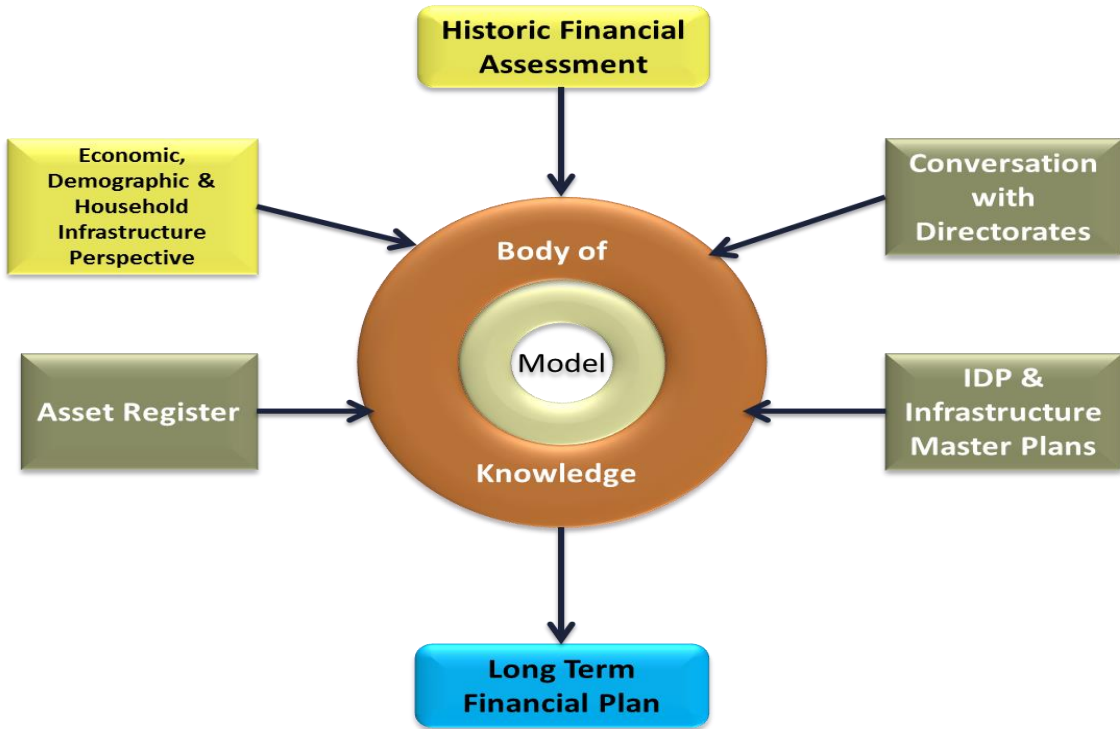 Historic Financial
Assessment
Economic,
Demographic &
Household
Infrastructure
Perspective
Conversation
with
Directorates
Body of
Model
Knowledge
Asset Register
IDP &
Infrastructure
Master Plans
Long Term
Financial Plan